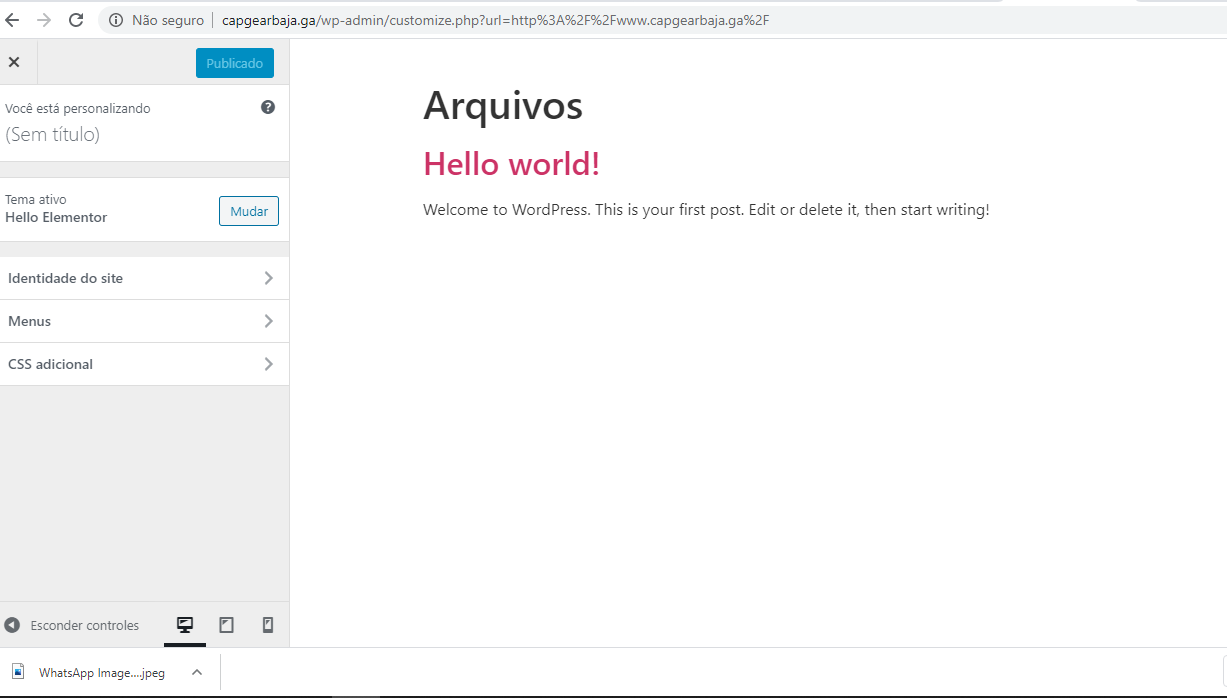 Não seguro | capgearbaja.ga/wp-admin/customize.php?url=http%3A%2F%2Fwww.capgearbaja.ga%2F
Publicado
Você está personalizando
(Sem título)
Tema ativo
Hello Elementor
Mudar
Identidade do site
Menus
CSS adicional
Esconder controles
Arquivos
Hello world!
Welcome to WordPress. This is your first post. Edit or delete it, then start writing!
WhatsApp Image....jpeg